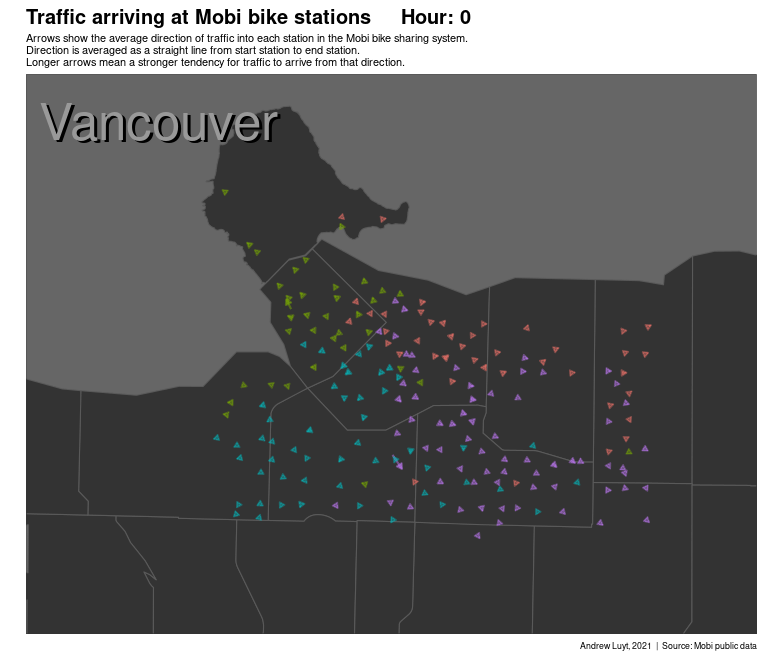 Traffic arriving at Mobi bike stations Hour: 0
Arrows show the average direction of traffic into each station in the Mobi bike sharing system.
Direction is averaged as a straight line from start station to end station.
Longer arrows mean a stronger tendency for traffic to arrive from that direction.
Vancouver
Andrew Luyt, 2021 | Source: Mobi public data